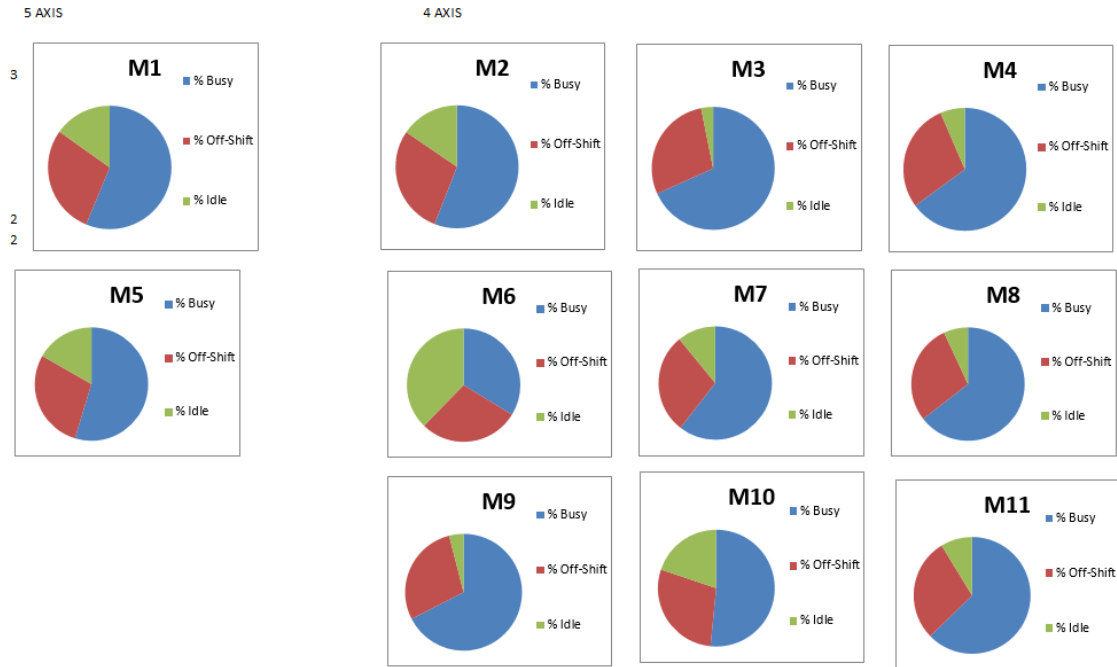 5 AXIS
4 AXIS
3
2
2
M1
% Busy
% Off-Shift
% Idle
M2
% Busy
% Off-Shift
% Idle
M3
% Busy
% Off-Shift
% Idle
M4
% Busy
% Off-Shift
% Idle
M5
% Busy
% Off-Shift
% Idle
M6
% Busy
% Off-Shift
% Idle
M7
% Busy
% Off-Shift
% Idle
M8
% Busy
% Off-Shift
% Idle
M9
% Busy
% Off-Shift
% Idle
M10
% Busy
% Off-Shift
% Idle
M11
% Busy
% Off-Shift
% Idle